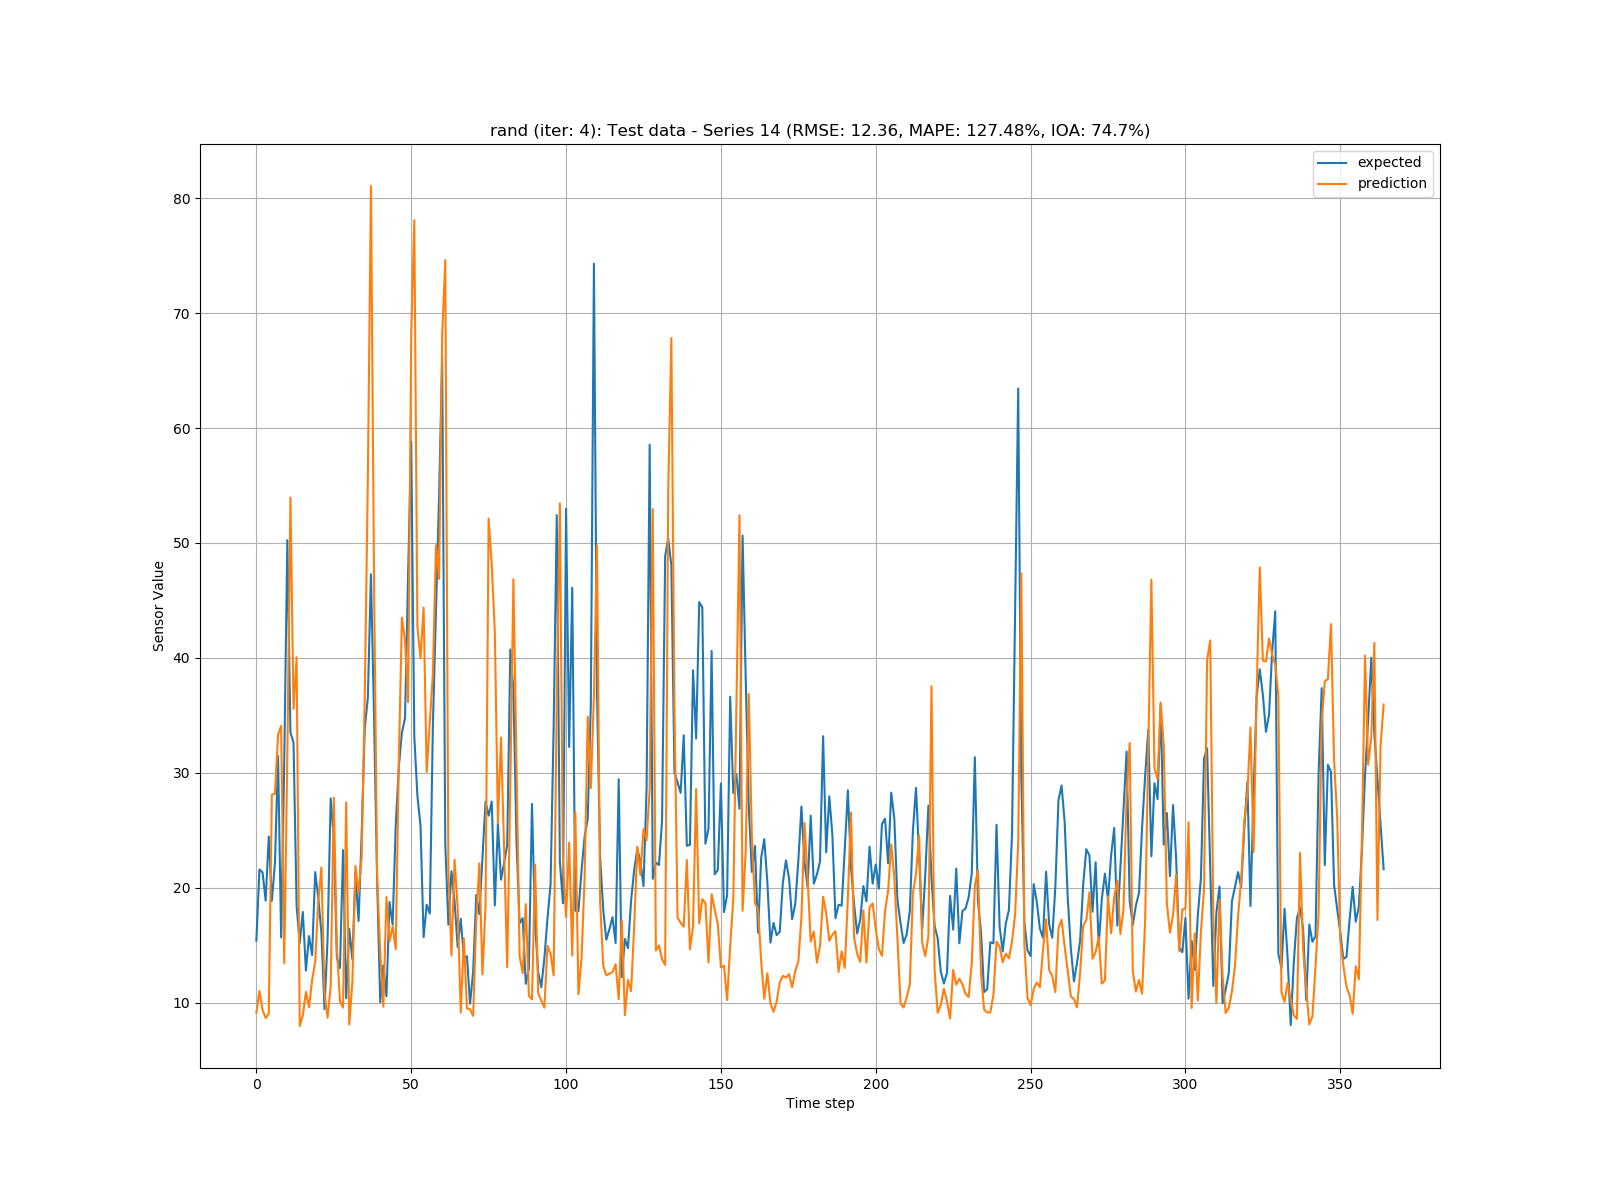 rand (iter: 4): Test data - Series 14 (RMSE: 12.36, MAPE: 127.48%, IOA: 74.7%)
expected
prediction
80
70
60
50
40
30
20
10
Sensor Value
0 50 100 150 200 250 300 350
Time step